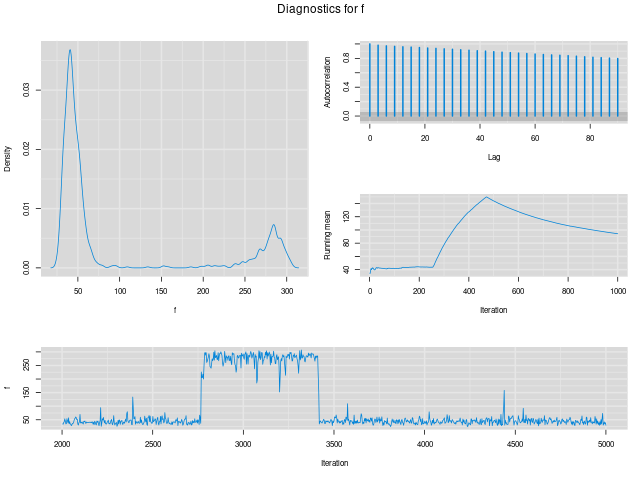 Diagnostics for f
Density
0.00
0.01
0.02
0.03
50 100 150 200 250 300
f
Autocorrelation
0.0 0.4 0.8
0 20 40 60 80
Lag
Running mean
40 80 120
0 200 400 600 800 1000
Iteration
f
50 150 250
2000 2500 3000 3500 4000 4500 5000
Iteration